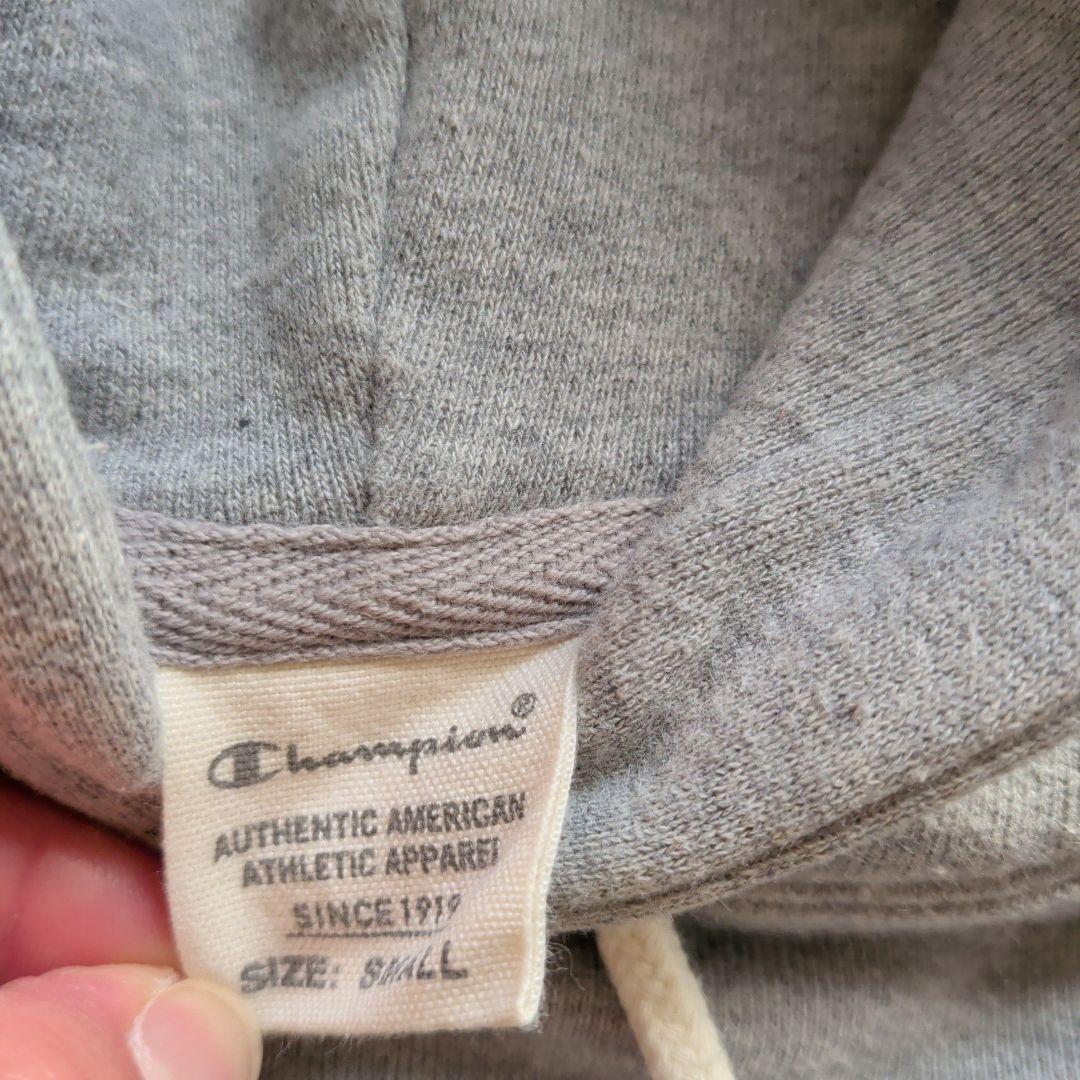 Champion®
AUTHENTIC AMERICAN
ATHLETIC APPAREL
SINCE 1919
SIZE: SMALL